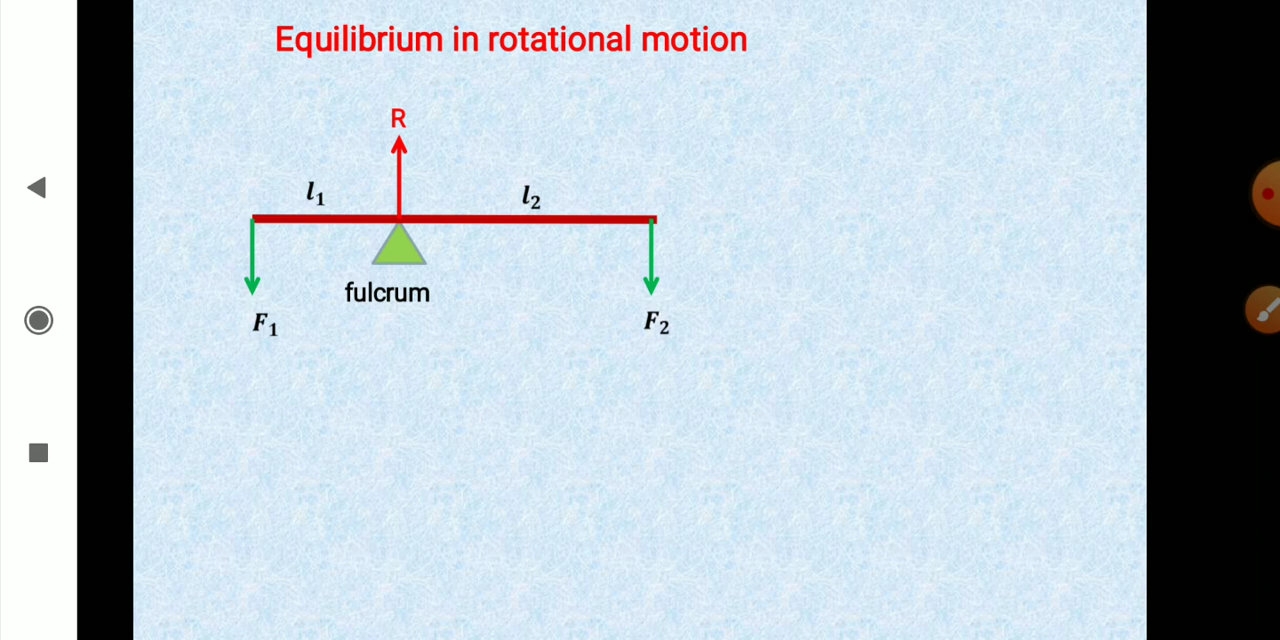 Equilibrium in rotational motion
R
l₁
l₂
fulcrum
F₁
F₂